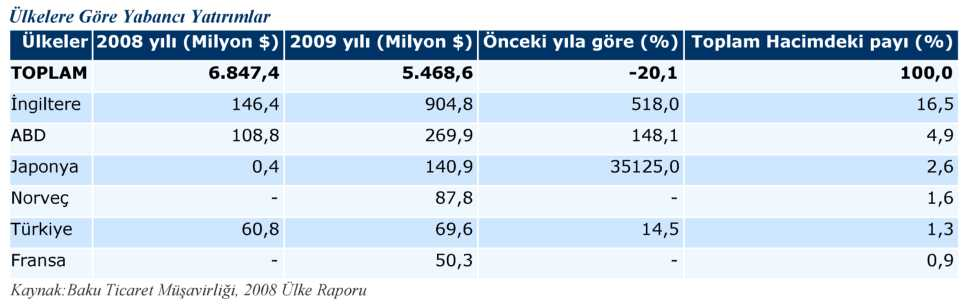 Ülkelere Göre Yabancı Yatırımlar
Ülkeler 2008 yılı (Milyon $) 2009 yılı (Milyon $) Önceki yıla göre (%) Toplam Hacimdeki payı (%)
TOPLAM 6.847,4 5.468,6 -20,1 100,0
İngiltere 146,4 904,8 518,0 16,5
ABD 108,8 269,9 148,1 4,9
Japonya 0,4 140,9 35125,0 2,6
Norveç - 87,8 - 1,6
Türkiye 60,8 69,6 14,5 1,3
Fransa - 50,3 - 0,9
Kaynak:Baku Ticaret Müşavirliği, 2008 Ülke Raporu